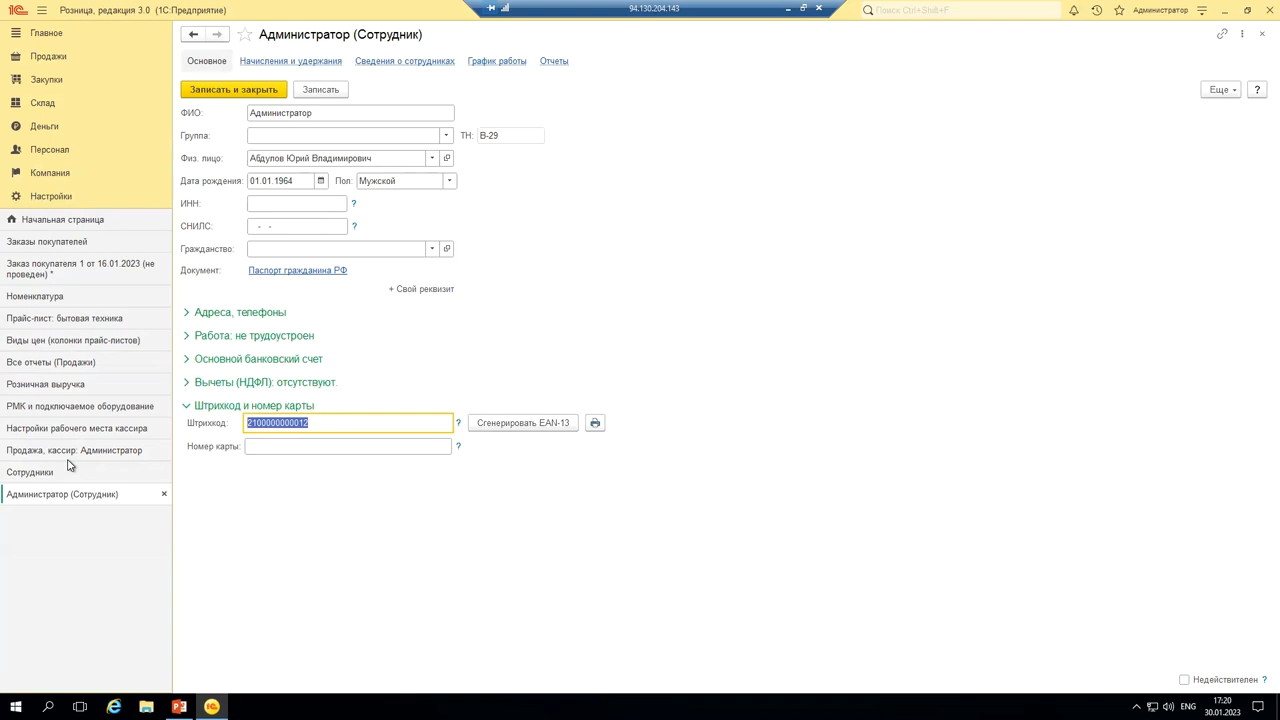 Розница, редакция 3.0 (1С:Предприятие)
94.130.204.143
Поиск Ctrl+Shift+F
Администратор
Главное
Продажи
Закупки
Склад
Деньги
Персонал
Компания
Настройки
Начальная страница
Заказы покупателей
Заказ покупателя 1 от 16.01.2023 (не
проведен) *
Номенклатура
Прайс-лист: бытовая техника
Виды цен (колонки прайс-листов)
Все отчеты (Продажи)
Розничная выручка
РМК и подключаемое оборудование
Настройки рабочего места кассира
Продажа, кассир: Администратор
Сотрудники
Администратор (Сотрудник)
Администратор (Сотрудник)
Основное Начисления и удержания Сведения о сотрудниках График работы Отчеты
Записать и закрыть Записать Еще ?
ФИО: Администратор
Группа: ТН: В-29
Физ. лицо: Абдулов Юрий Владимирович
Дата рождения: 01.01.1964 Пол: Мужской
ИНН: ?
СНИЛС: - - ?
Гражданство:
Документ: Паспорт гражданина РФ
+ Свой реквизит
Адреса, телефоны
Работа: не трудоустроен
Основной банковский счет
Вычеты (НДФЛ): отсутствуют.
Штрихкод и номер карты
Штрихкод: 2100000000012 ? Сгенерировать EAN-13
Номер карты: ?
Недействителен ?
ENG
17:20
30.01.2023